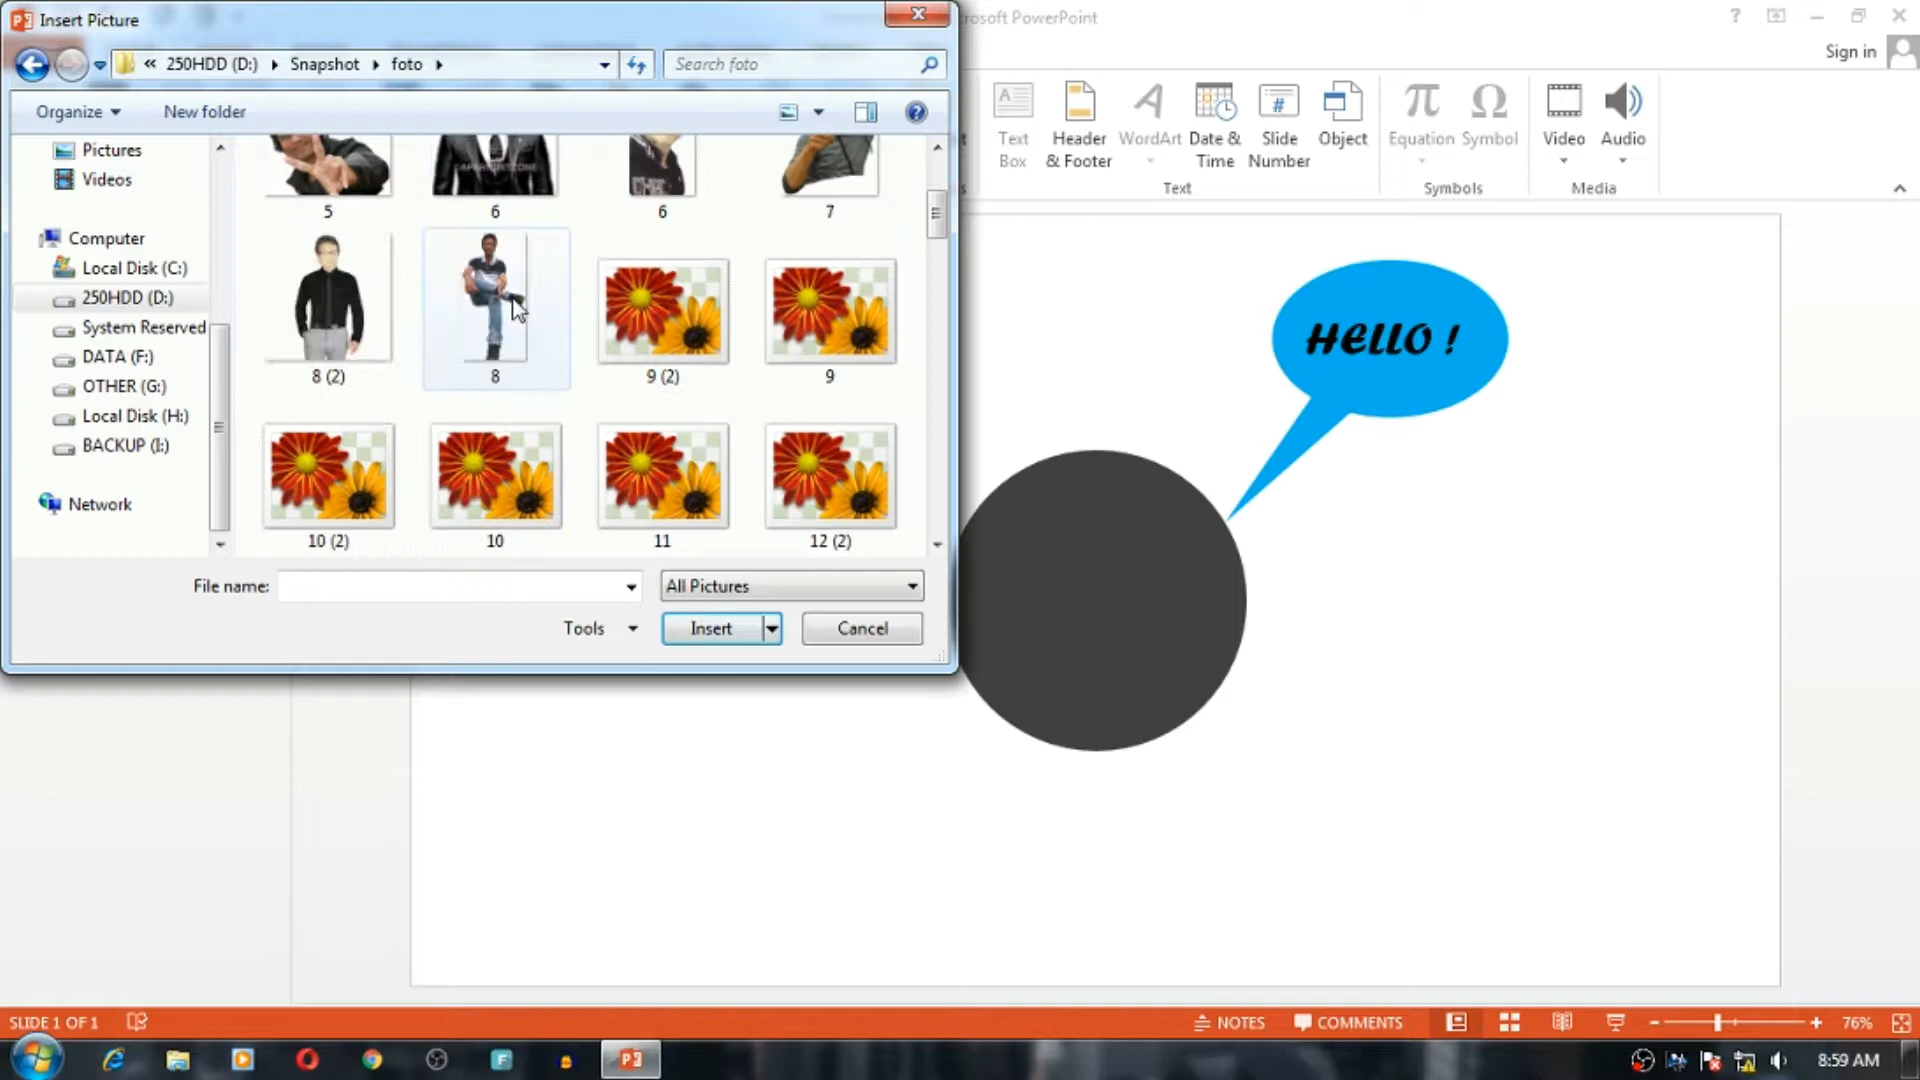 Insert Picture
rosoft PowerPoint
Sign in
« 250HDD (D:) Snapshot foto
Search foto
Organize
New folder
Pictures
Videos
Computer
Local Disk (C:)
250HDD (D:)
System Reserved
DATA (F:)
OTHER (G:)
Local Disk (H:)
BACKUP (I:)
Network
5 6 6 7
8 (2) 8 9 (2) 9
10 (2) 10 11 12 (2)
File name:
All Pictures
Tools
Insert
Cancel
Text Box
Header & Footer
WordArt
Date & Time
Slide Number
Object
Equation
Symbol
Video
Audio
Text
Symbols
Media
HELLO !
SLIDE 1 OF 1
NOTES
COMMENTS
76%
8:59 AM